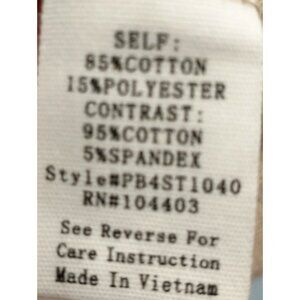 SELF:
85%COTTON
15%POLYESTER
CONTRAST:
95%COTTON
5%SPANDEX
Style#PB4ST1040
RN#104403
See Reverse For
Care Instruction
Made In Vietnam